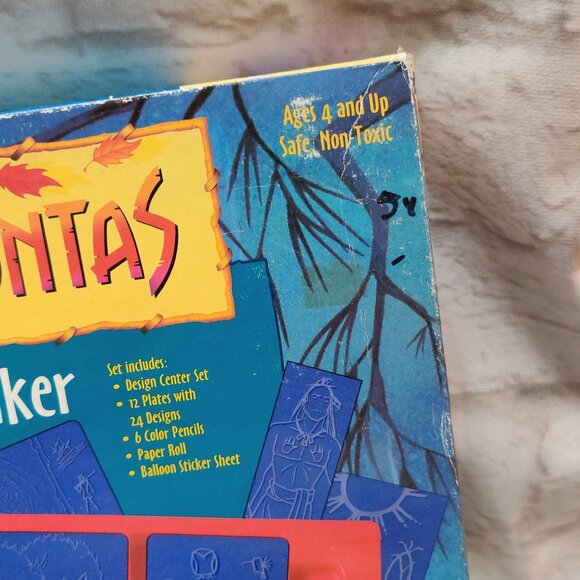 Ages 4 and Up
Safe, Non-Toxic
NTAS
ker
Set includes:
• Design Center Set
• 12 Plates with
24 Designs
• 6 Color Pencils
• Paper Roll
• Balloon Sticker Sheet